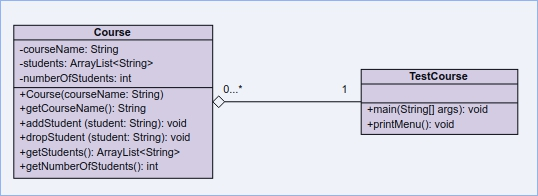 Course
-courseName: String
-students: ArrayList<String>
-numberOfStudents: int
+Course(courseName: String)
+getCourseName(): String
+addStudent (student: String): void
+dropStudent (student: String): void
+getStudents(): ArrayList<String>
+getNumberOfStudents(): int
0...*
1
TestCourse
+main(String[] args): void
+printMenu(): void